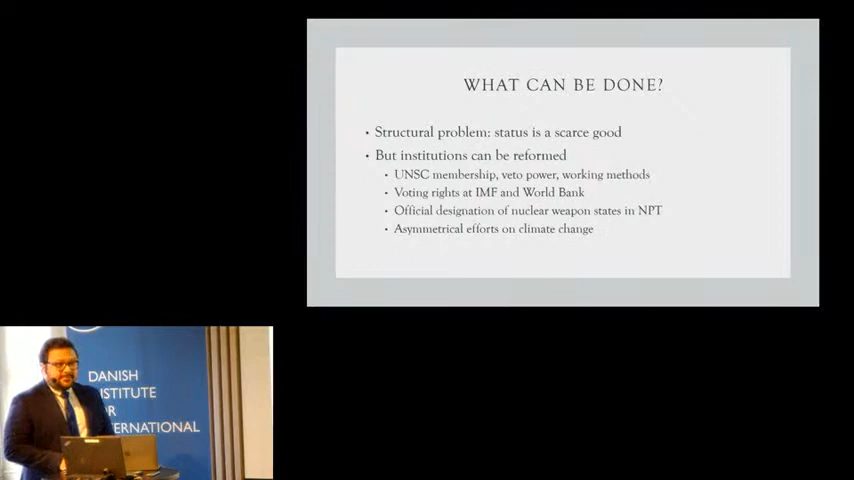 WHAT CAN BE DONE?
• Structural problem: status is a scarce good
• But institutions can be reformed
• UNSC membership, veto power, working methods
• Voting rights at IMF and World Bank
• Official designation of nuclear weapon states in NPT
• Asymmetrical efforts on climate change
DANISH
INSTITUTE
OR
ERNATIONAL